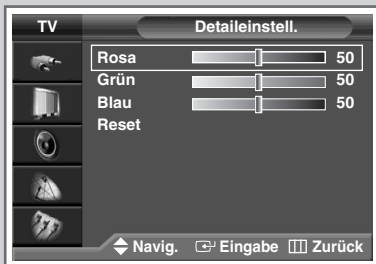 TV Detaileinstell.
Rosa 50
Grün 50
Blau 50
Reset
Navig. Eingabe Zurück